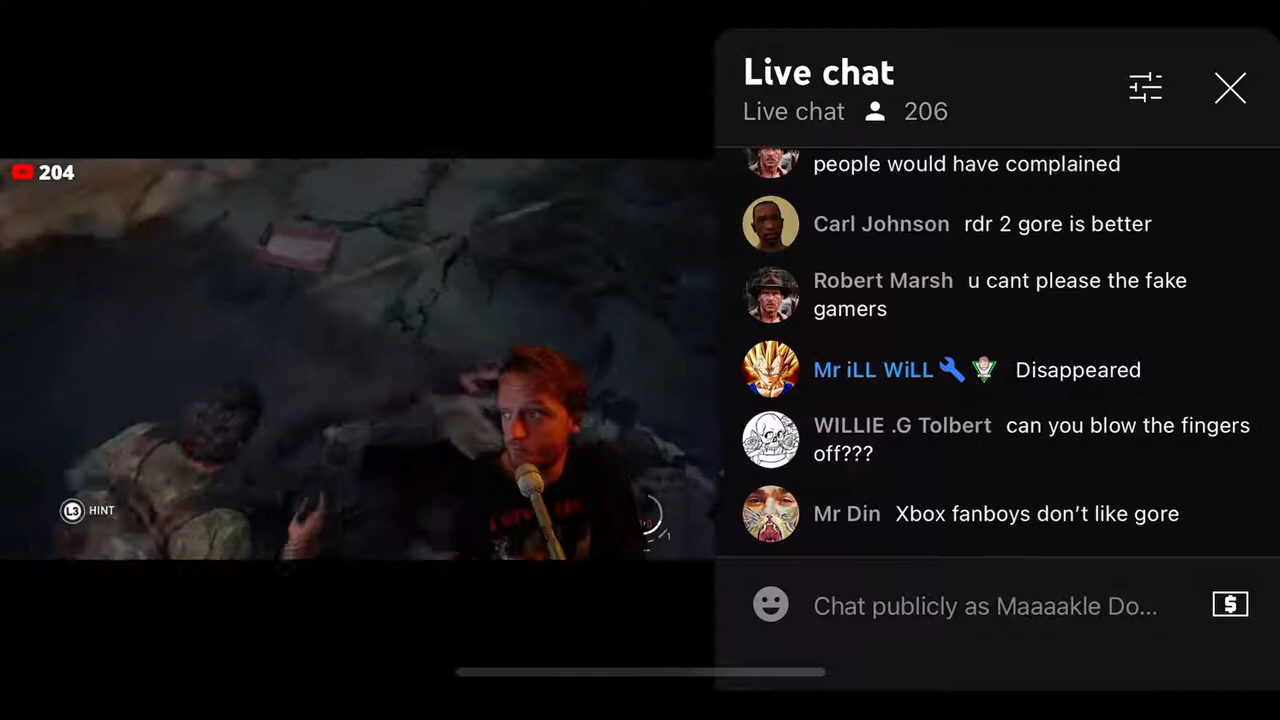 Live chat
Live chat 206
204
people would have complained
Carl Johnson rdr 2 gore is better
Robert Marsh u cant please the fake
gamers
Mr iLL WiLL Disappeared
WILLIE .G Tolbert can you blow the fingers
off???
Mr Din Xbox fanboys don’t like gore
L3 HINT
Chat publicly as Maaaakle Do...
$